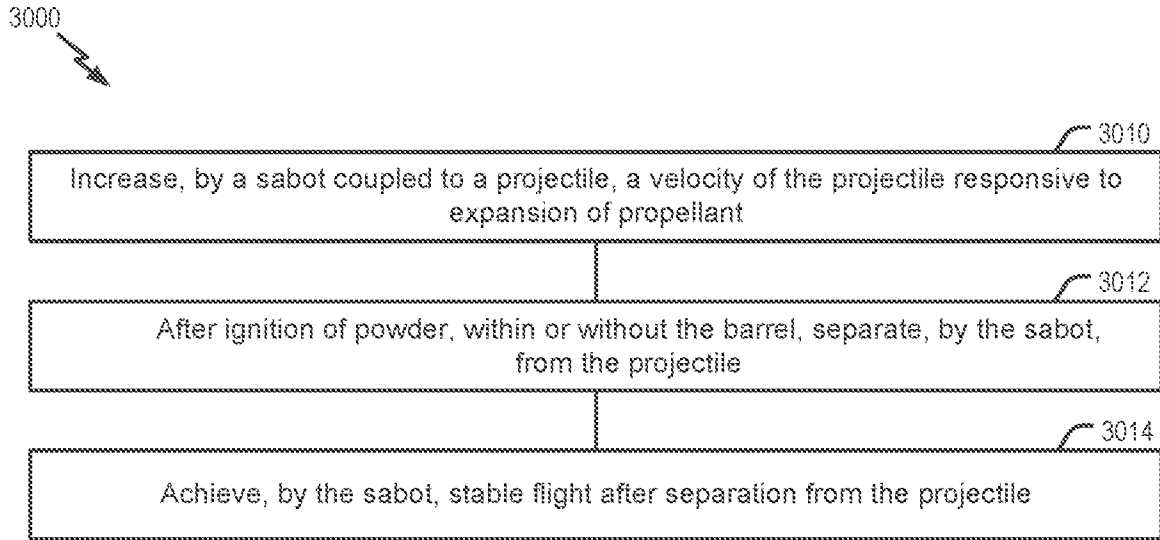 3000
3010
Increase, by a sabot coupled to a projectile, a velocity of the projectile responsive to
expansion of propellant
3012
After ignition of powder, within or without the barrel, separate, by the sabot,
from the projectile
3014
Achieve, by the sabot, stable flight after separation from the projectile